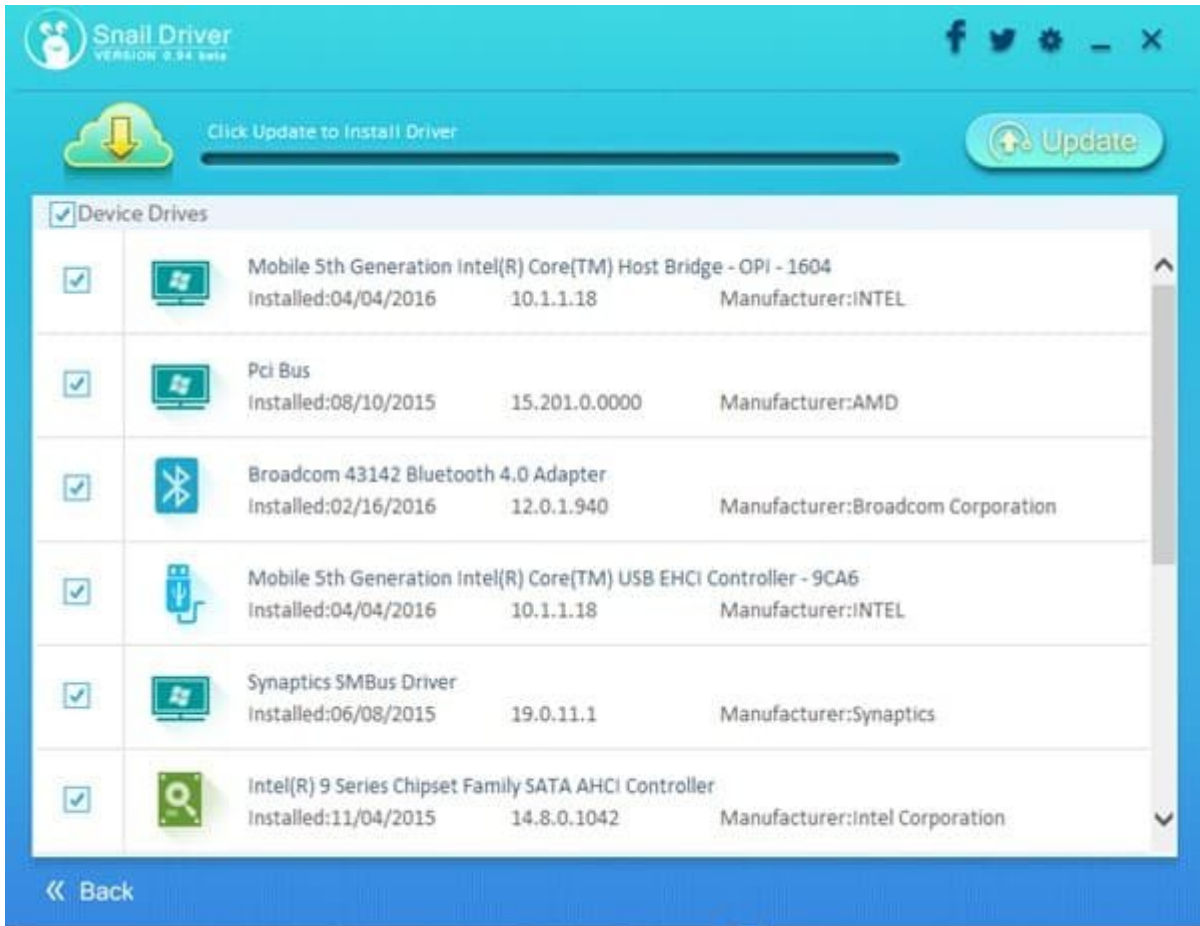 Snail Driver
VERSION 0.94 beta
Click Update to Install Driver
Update
Device Drives
Mobile 5th Generation Intel(R) Core(TM) Host Bridge - OPI - 1604
Installed:04/04/2016 10.1.1.18 Manufacturer:INTEL
Pci Bus
Installed:08/10/2015 15.201.0.0000 Manufacturer:AMD
Broadcom 43142 Bluetooth 4.0 Adapter
Installed:02/16/2016 12.0.1.940 Manufacturer:Broadcom Corporation
Mobile 5th Generation Intel(R) Core(TM) USB EHCI Controller - 9CA6
Installed:04/04/2016 10.1.1.18 Manufacturer:INTEL
Synaptics SMBus Driver
Installed:06/08/2015 19.0.11.1 Manufacturer:Synaptics
Intel(R) 9 Series Chipset Family SATA AHCI Controller
Installed:11/04/2015 14.8.0.1042 Manufacturer:Intel Corporation
Back